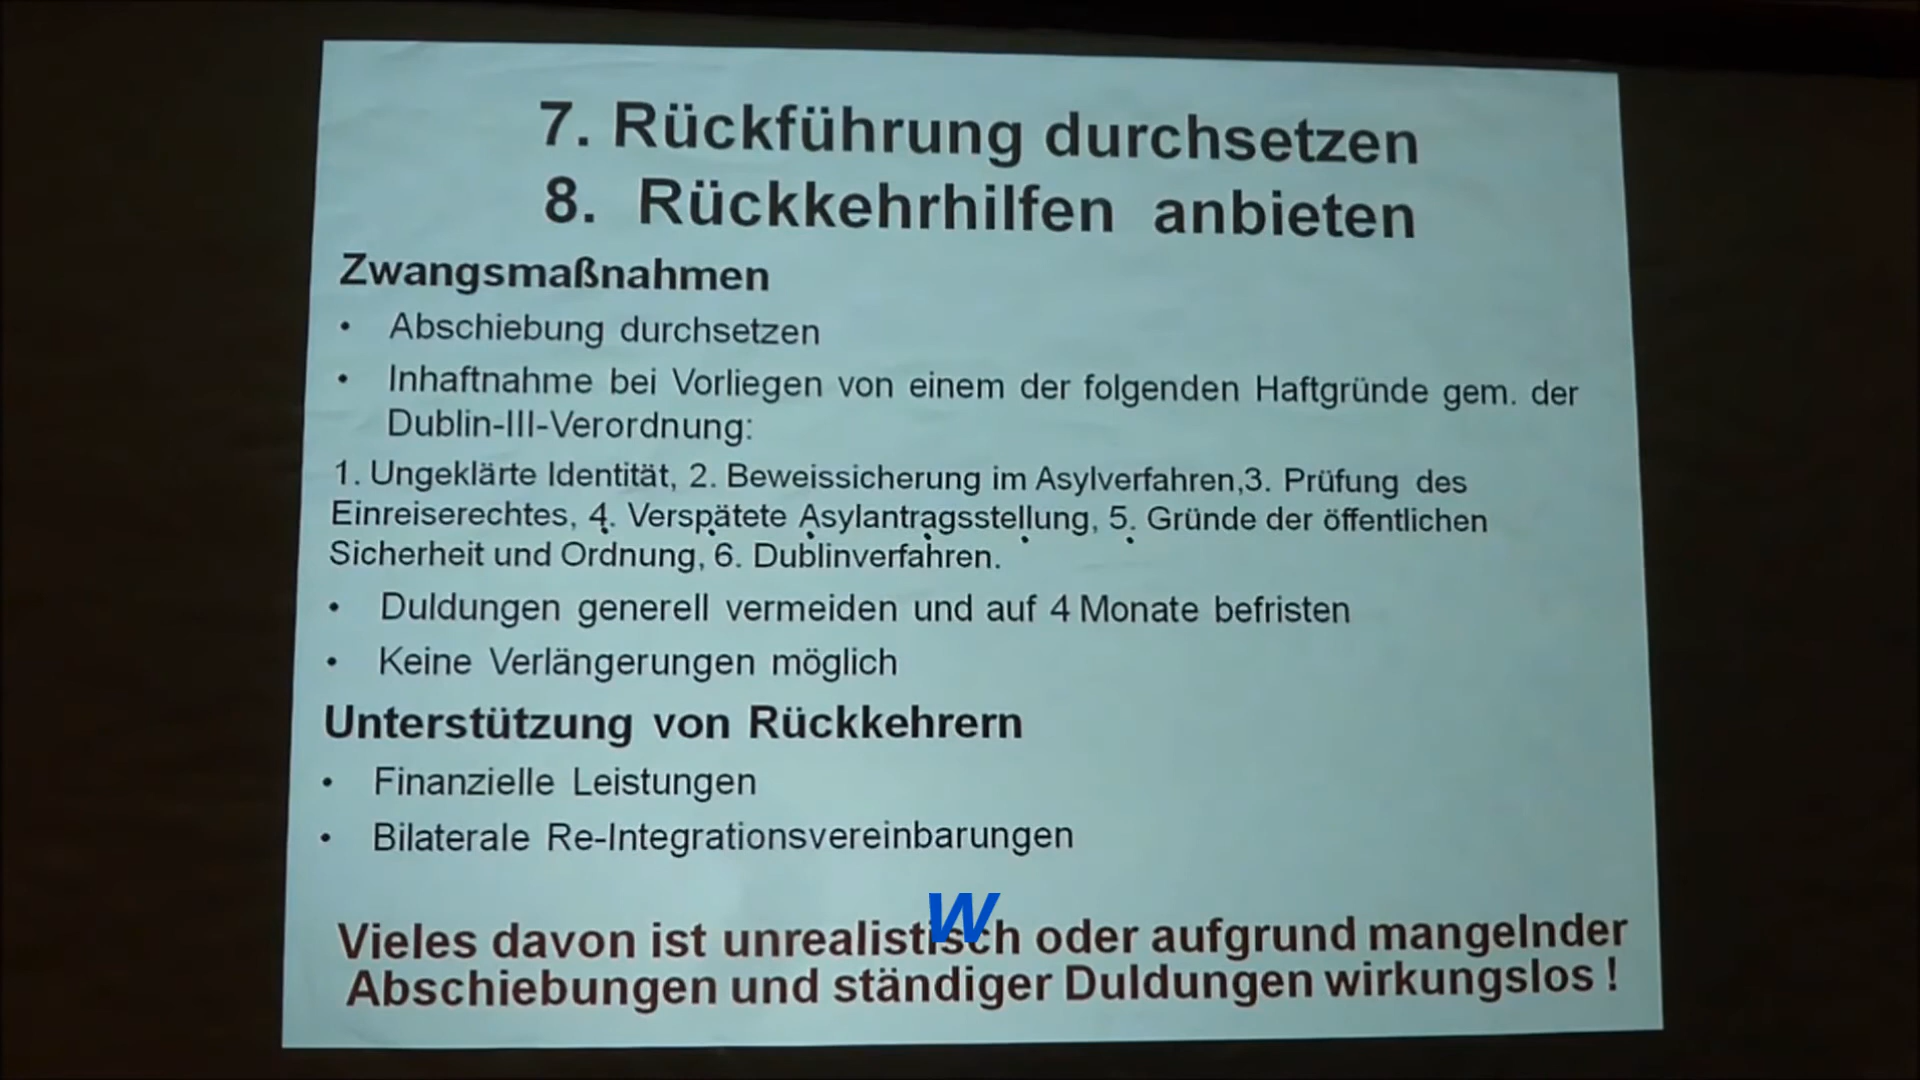 7. Rückführung durchsetzen
8. Rückkehrhilfen anbieten
Zwangsmaßnahmen
• Abschiebung durchsetzen
• Inhaftnahme bei Vorliegen von einem der folgenden Haftgründe gem. der
Dublin-III-Verordnung:
1. Ungeklärte Identität, 2. Beweissicherung im Asylverfahren,3. Prüfung des
Einreiserechtes, 4. Verspätete Asylantragsstellung, 5. Gründe der öffentlichen
Sicherheit und Ordnung, 6. Dublinverfahren.
• Duldungen generell vermeiden und auf 4 Monate befristen
• Keine Verlängerungen möglich
Unterstützung von Rückkehrern
• Finanzielle Leistungen
• Bilaterale Re-Integrationsvereinbarungen
W
Vieles davon ist unrealistisch oder aufgrund mangelnder
Abschiebungen und ständiger Duldungen wirkungslos !